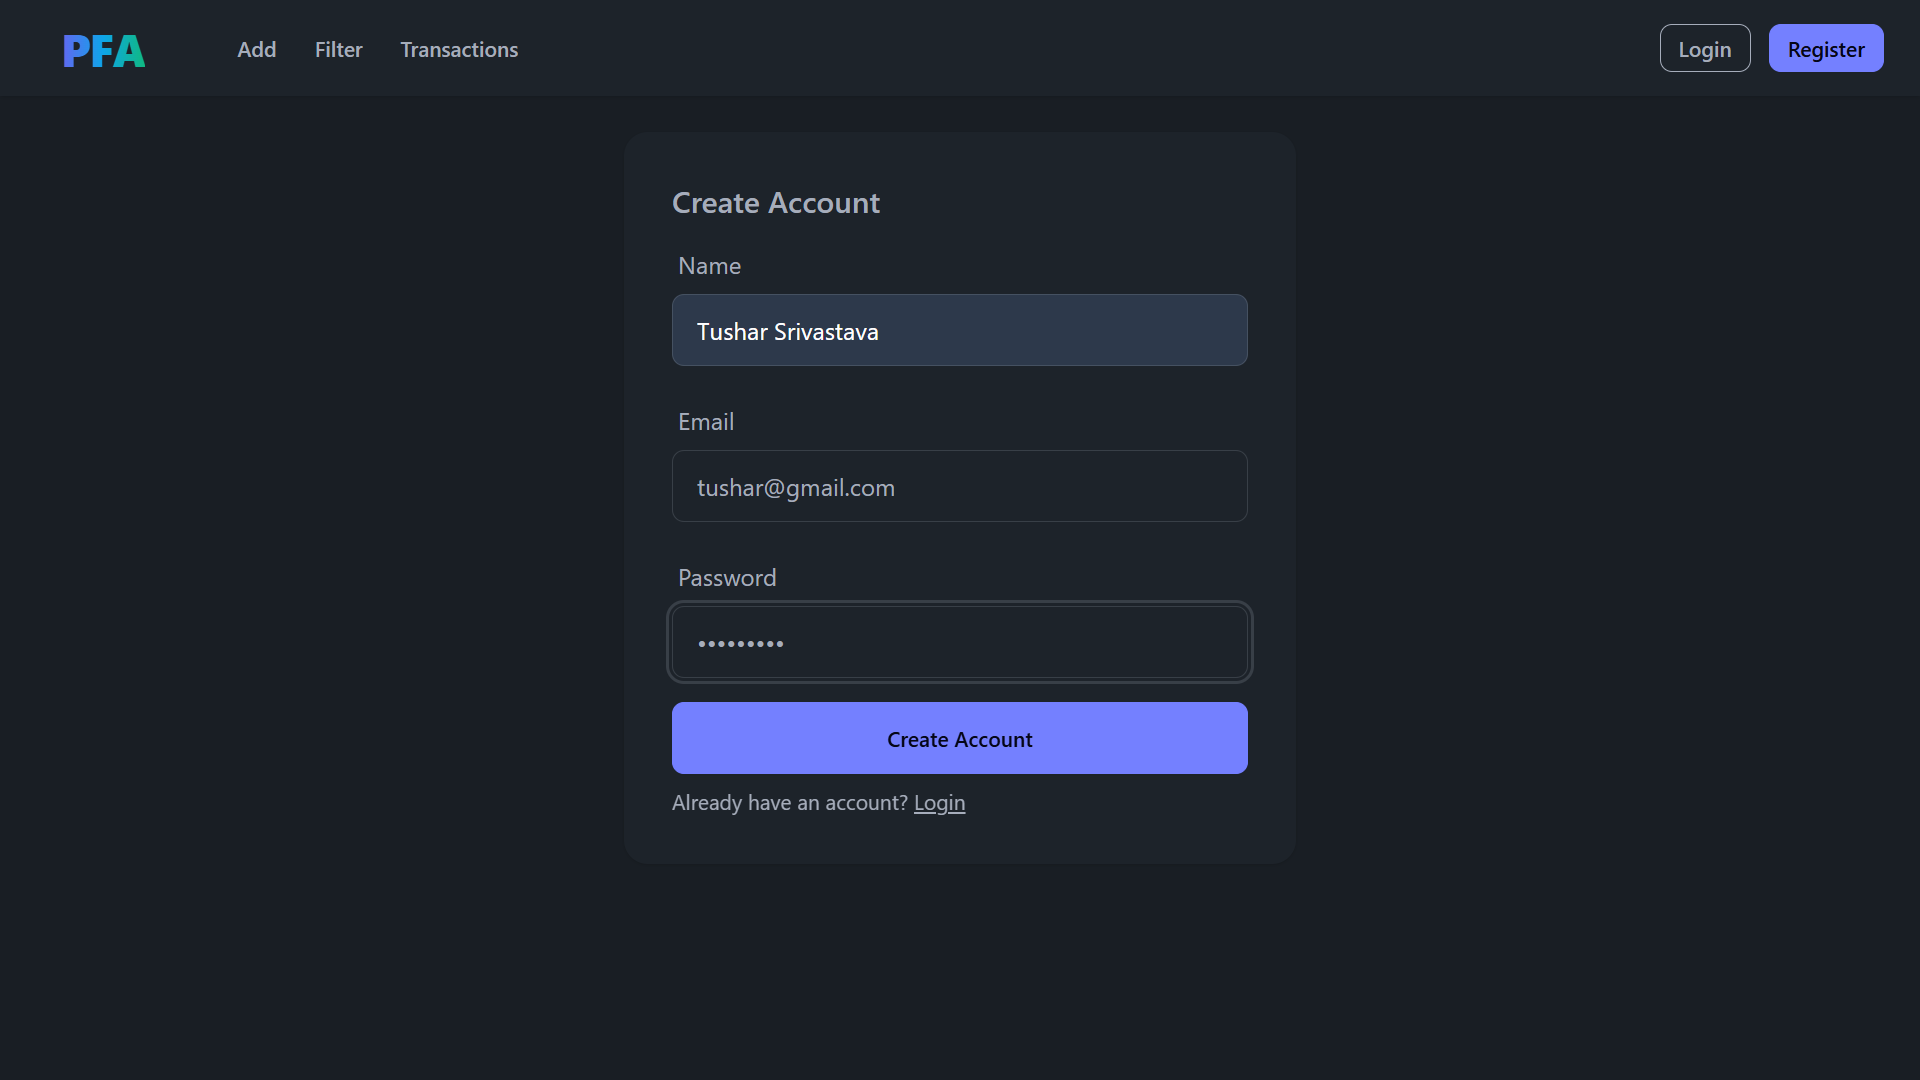 PFA Add Filter Transactions Login Register
Create Account
Name
Tushar Srivastava
Email
tushar@gmail.com
Password
•••••••••
Create Account
Already have an account? Login